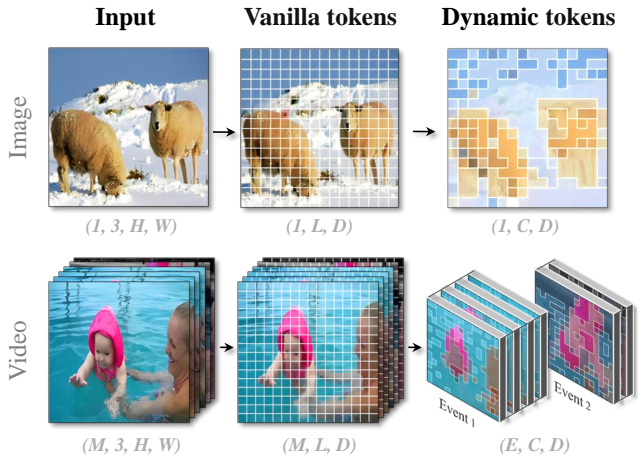 Input Vanilla tokens Dynamic tokens
Image
(1, 3, H, W) (1, L, D) (1, C, D)
Video
Event 1 Event 2
(M, 3, H, W) (M, L, D) (E, C, D)